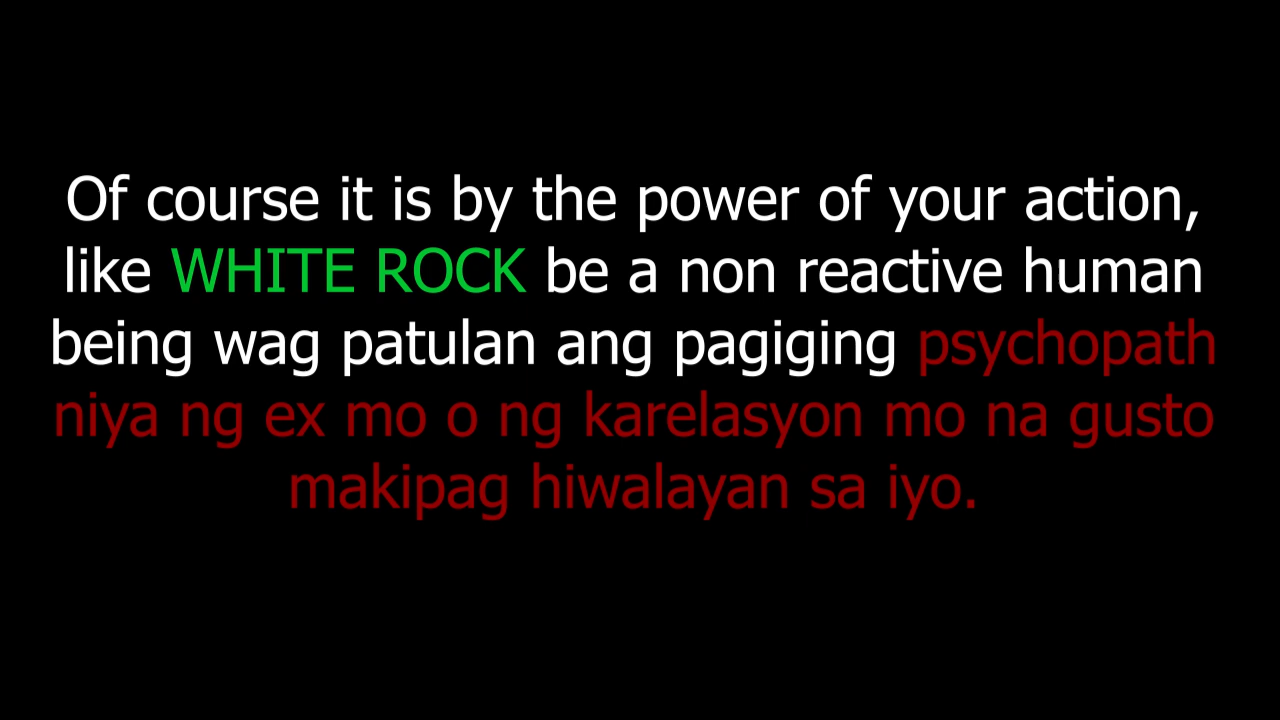 Of course it is by the power of your action,
like WHITE ROCK be a non reactive human
being wag patulan ang pagiging psychopath
niya ng ex mo o ng karelasyon mo na gusto
makipag hiwalayan sa iyo.